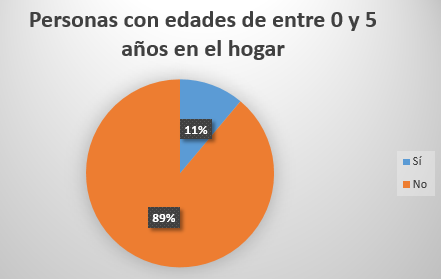 Personas con edades de entre 0 y 5
años en el hogar
11%
Sí
No
89%